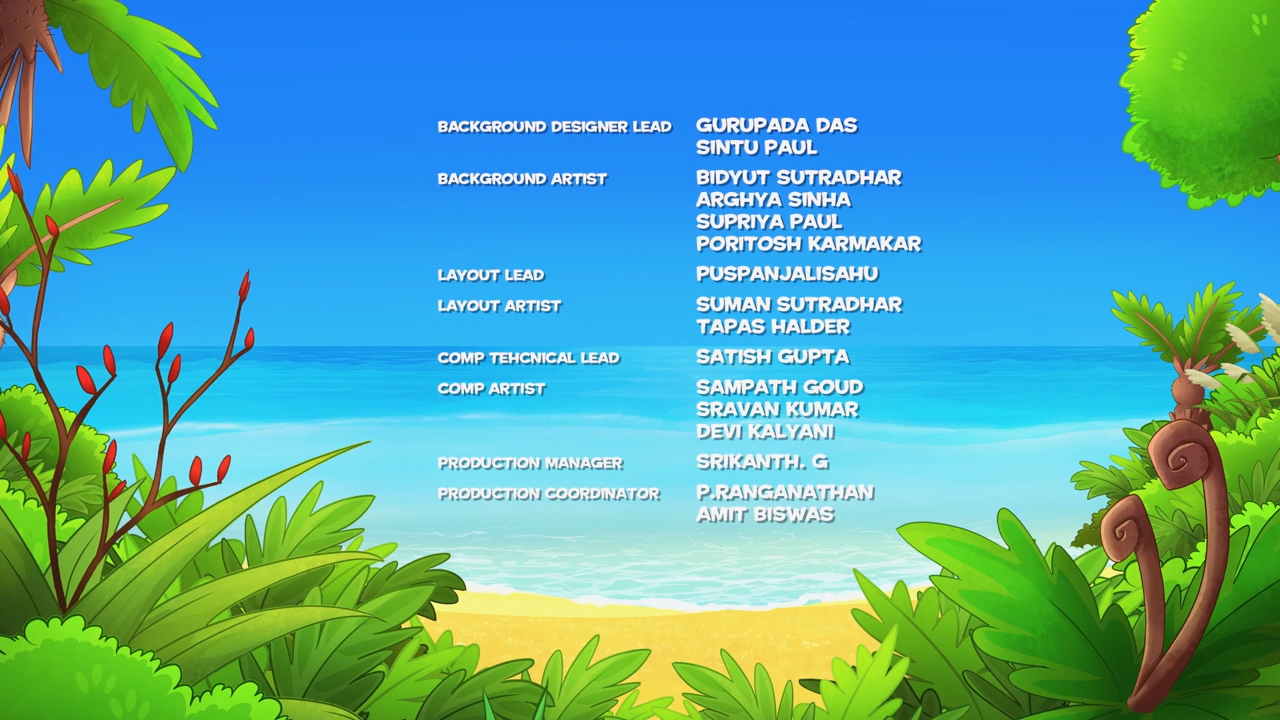 BACKGROUND DESIGNER LEAD GURUPADA DAS
SINTU PAUL
BACKGROUND ARTIST BIDYUT SUTRADHAR
ARGHYA SINHA
SUPRIYA PAUL
PORITOSH KARMAKAR
LAYOUT LEAD PUSPANJALISAHU
LAYOUT ARTIST SUMAN SUTRADHAR
TAPAS HALDER
COMP TEHCNICAL LEAD SATISH GUPTA
COMP ARTIST SAMPATH GOUD
SRAVAN KUMAR
DEVI KALYANI
PRODUCTION MANAGER SRIKANTH. G
PRODUCTION COORDINATOR P.RANGANATHAN
AMIT BISWAS